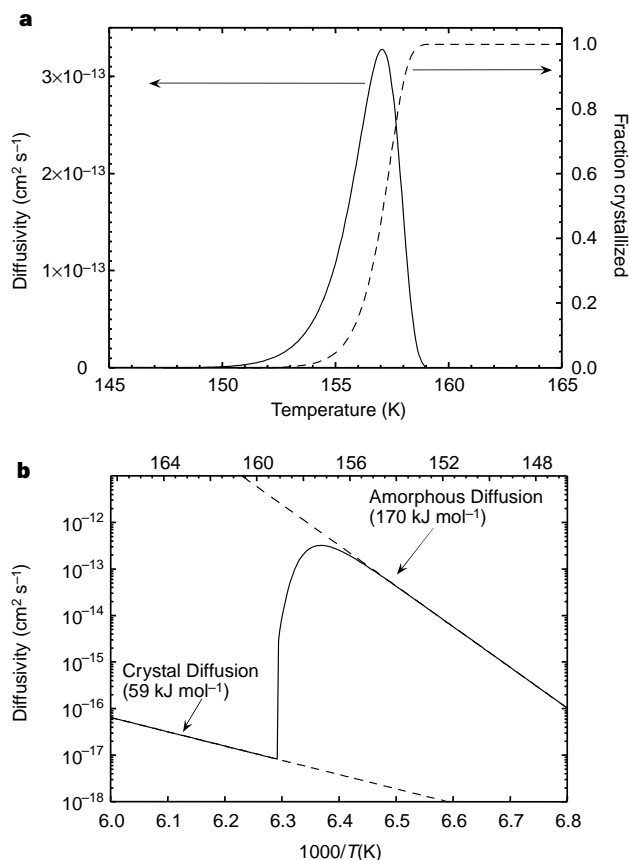 a
3×10⁻¹³
2×10⁻¹³
1×10⁻¹³
0
Diffusivity (cm² s⁻¹)
1.0
0.8
0.6
0.4
0.2
0.0
Fraction crystallized
145 150 155 160 165
Temperature (K)
b
164 160 156 152 148
10⁻¹²
10⁻¹³
10⁻¹⁴
10⁻¹⁵
10⁻¹⁶
10⁻¹⁷
10⁻¹⁸
Diffusivity (cm² s⁻¹)
Amorphous Diffusion
(170 kJ mol⁻¹)
Crystal Diffusion
(59 kJ mol⁻¹)
6.0 6.1 6.2 6.3 6.4 6.5 6.6 6.7 6.8
1000/T(K)